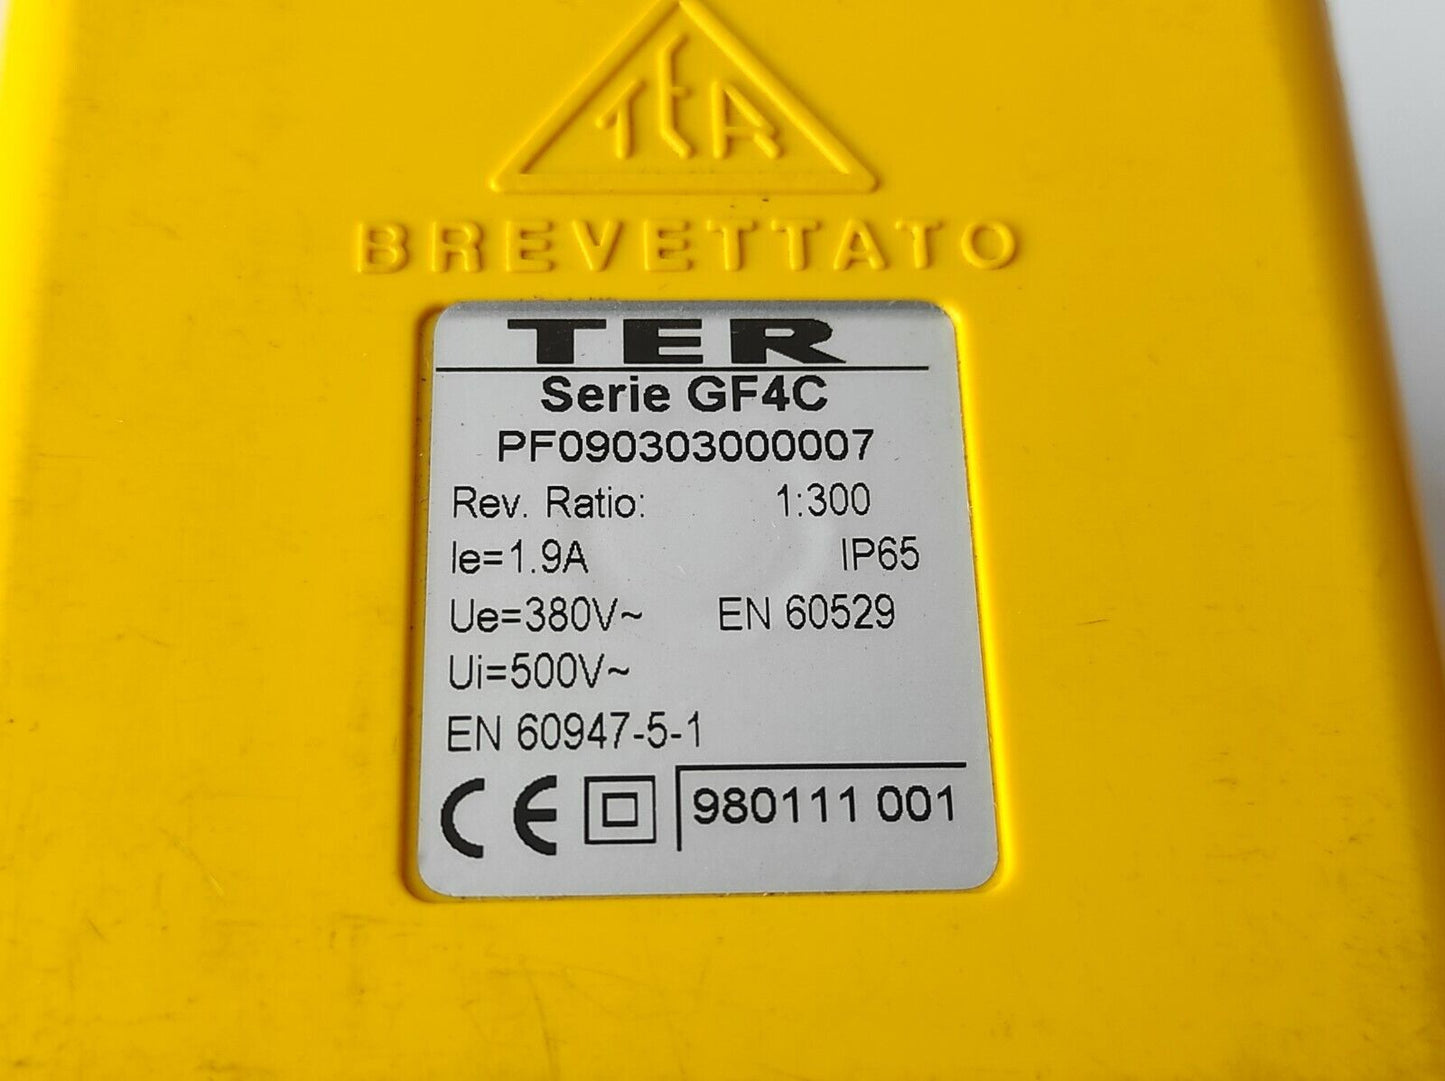 TER
BREVETTATO
TER
Serie GF4C
PF090303000007
Rev. Ratio: 1:300
Ie=1.9A IP65
Ue=380V~ EN 60529
Ui=500V~
EN 60947-5-1
CE 980111 001